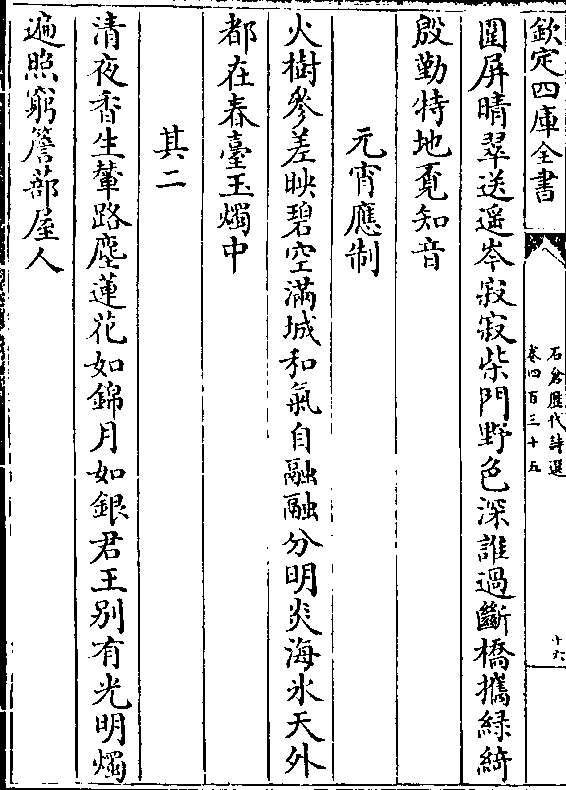 欽定四庫全書
石倉歷代詩選
卷四百三十五
十六
圍屏晴翠送遥岑寂寂柴門野色深誰過斷橋攜緑綺
殷勤特地覓知音
元宵應制
火樹參差映碧空滿城和氣自融融分明炎海氷天外
都在春臺玉燭中
其二
清夜香生輦路塵蓮花如錦月如銀君王别有光明燭
遍照窮簷蔀屋人